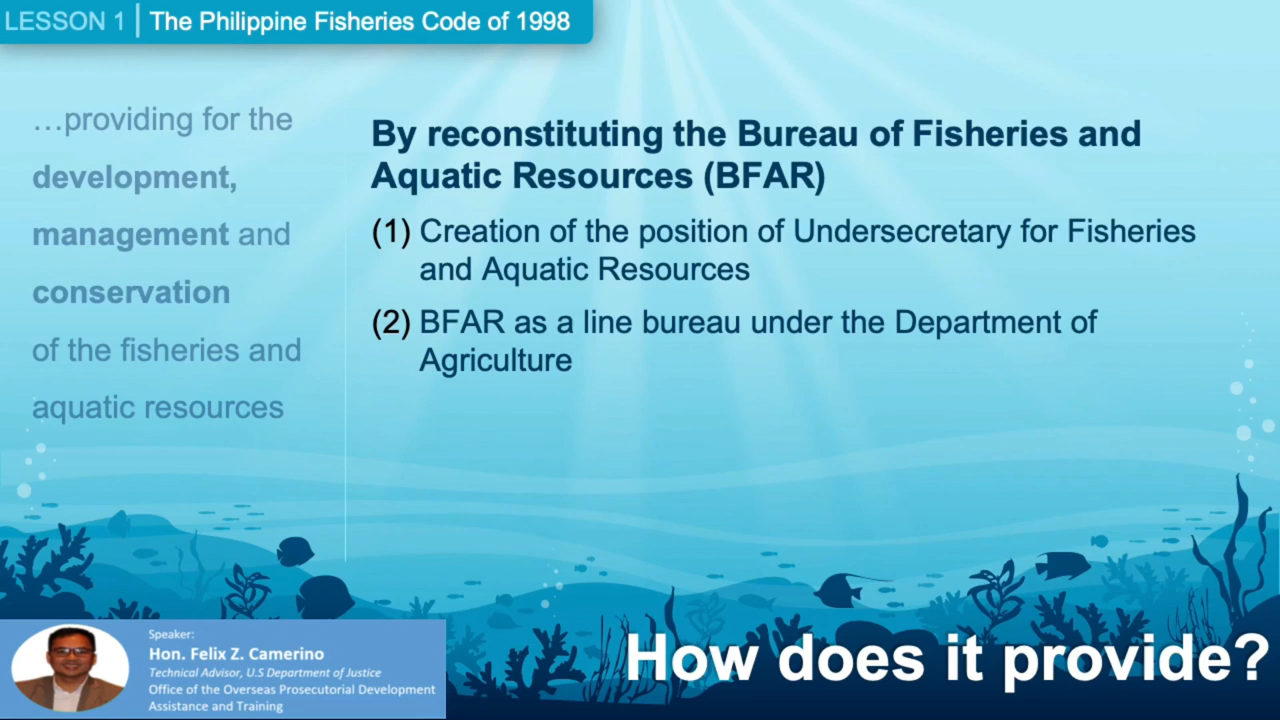 LESSON 1 | The Philippine Fisheries Code of 1998
…providing for the
development,
management and
conservation
of the fisheries and
aquatic resources
By reconstituting the Bureau of Fisheries and
Aquatic Resources (BFAR)
(1) Creation of the position of Undersecretary for Fisheries
and Aquatic Resources
(2) BFAR as a line bureau under the Department of
Agriculture
Speaker:
Hon. Felix Z. Camerino
Technical Advisor, U.S Department of Justice
Office of the Overseas Prosecutorial Development
Assistance and Training
How does it provide?